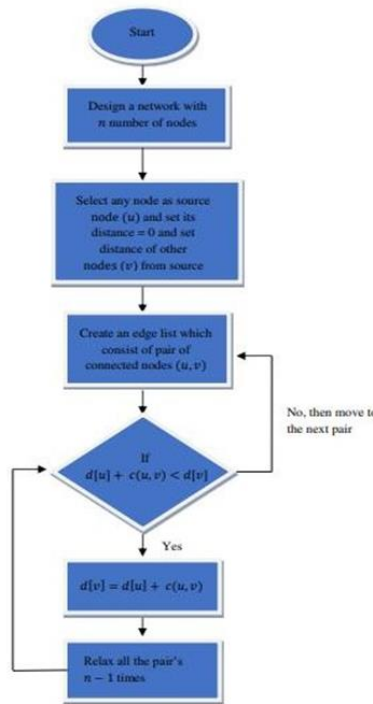 Start
Design a network with
n number of nodes
Select any node as source
node (u) and set its
distance = 0 and set
distance of other
nodes (v) from source
Create an edge list which
consist of pair of
connected nodes (u, v)
No, then move to
the next pair
If
d[u] + c(u, v) < d[v]
Yes
d[v] = d[u] + c(u, v)
Relax all the pair's
n − 1 times